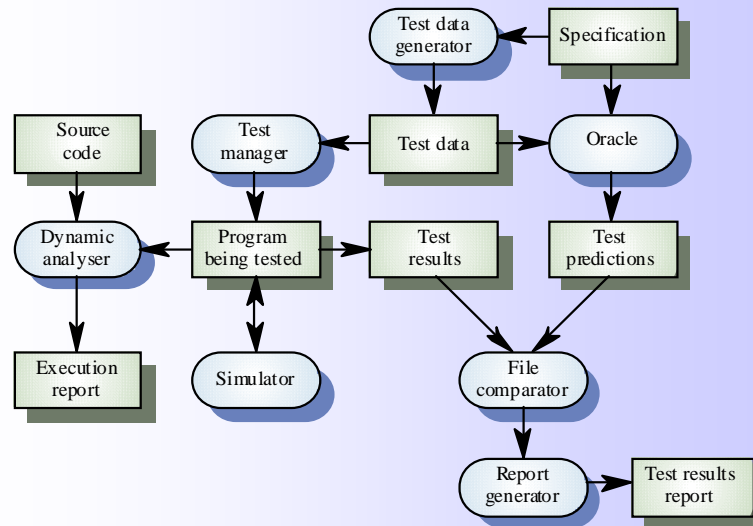 Test data
generator
Specification
Source
code
Test
manager
Test data
Oracle
Dynamic
analyser
Program
being tested
Test
results
Test
predictions
Execution
report
Simulator
File
comparator
Report
generator
Test results
report